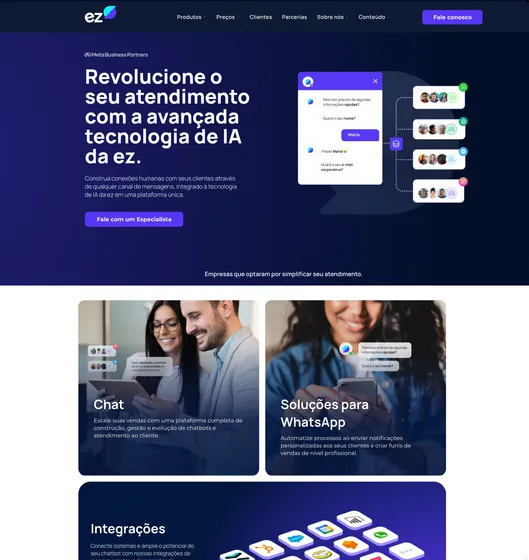 ez
Produtos
Preços
Clientes
Parcerias
Sobre nós
Conteúdo
Fale conosco
Meta Business Partners
Revolucione o
seu atendimento
com a avançada
tecnologia de IA
da ez.
Construa conexões humanas com seus clientes através
de qualquer canal de mensagens, integrado à tecnologia
de IA da ez em uma plataforma única.
Fale com um Especialista
Para isso preciso de algumas
informações rápidas?
Qual é o seu nome?
Maria
Prazer Maria
Qual é o seu e-mail
corporativo?
Empresas que optaram por simplificar seu atendimento.
Chat
Escale suas vendas com uma plataforma completa de
construção, gestão e evolução de chatbots e
atendimento ao cliente.
Para isso preciso de algumas
informações rápidas?
Qual é o seu nome?
Soluções para
WhatsApp
Automatize processos ao enviar notificações
personalizadas aos seus clientes e criar funis de
vendas de nível profissional.
Integrações
Conecte sistemas e amplie o potencial do
seu chatbot com nossas integrações de